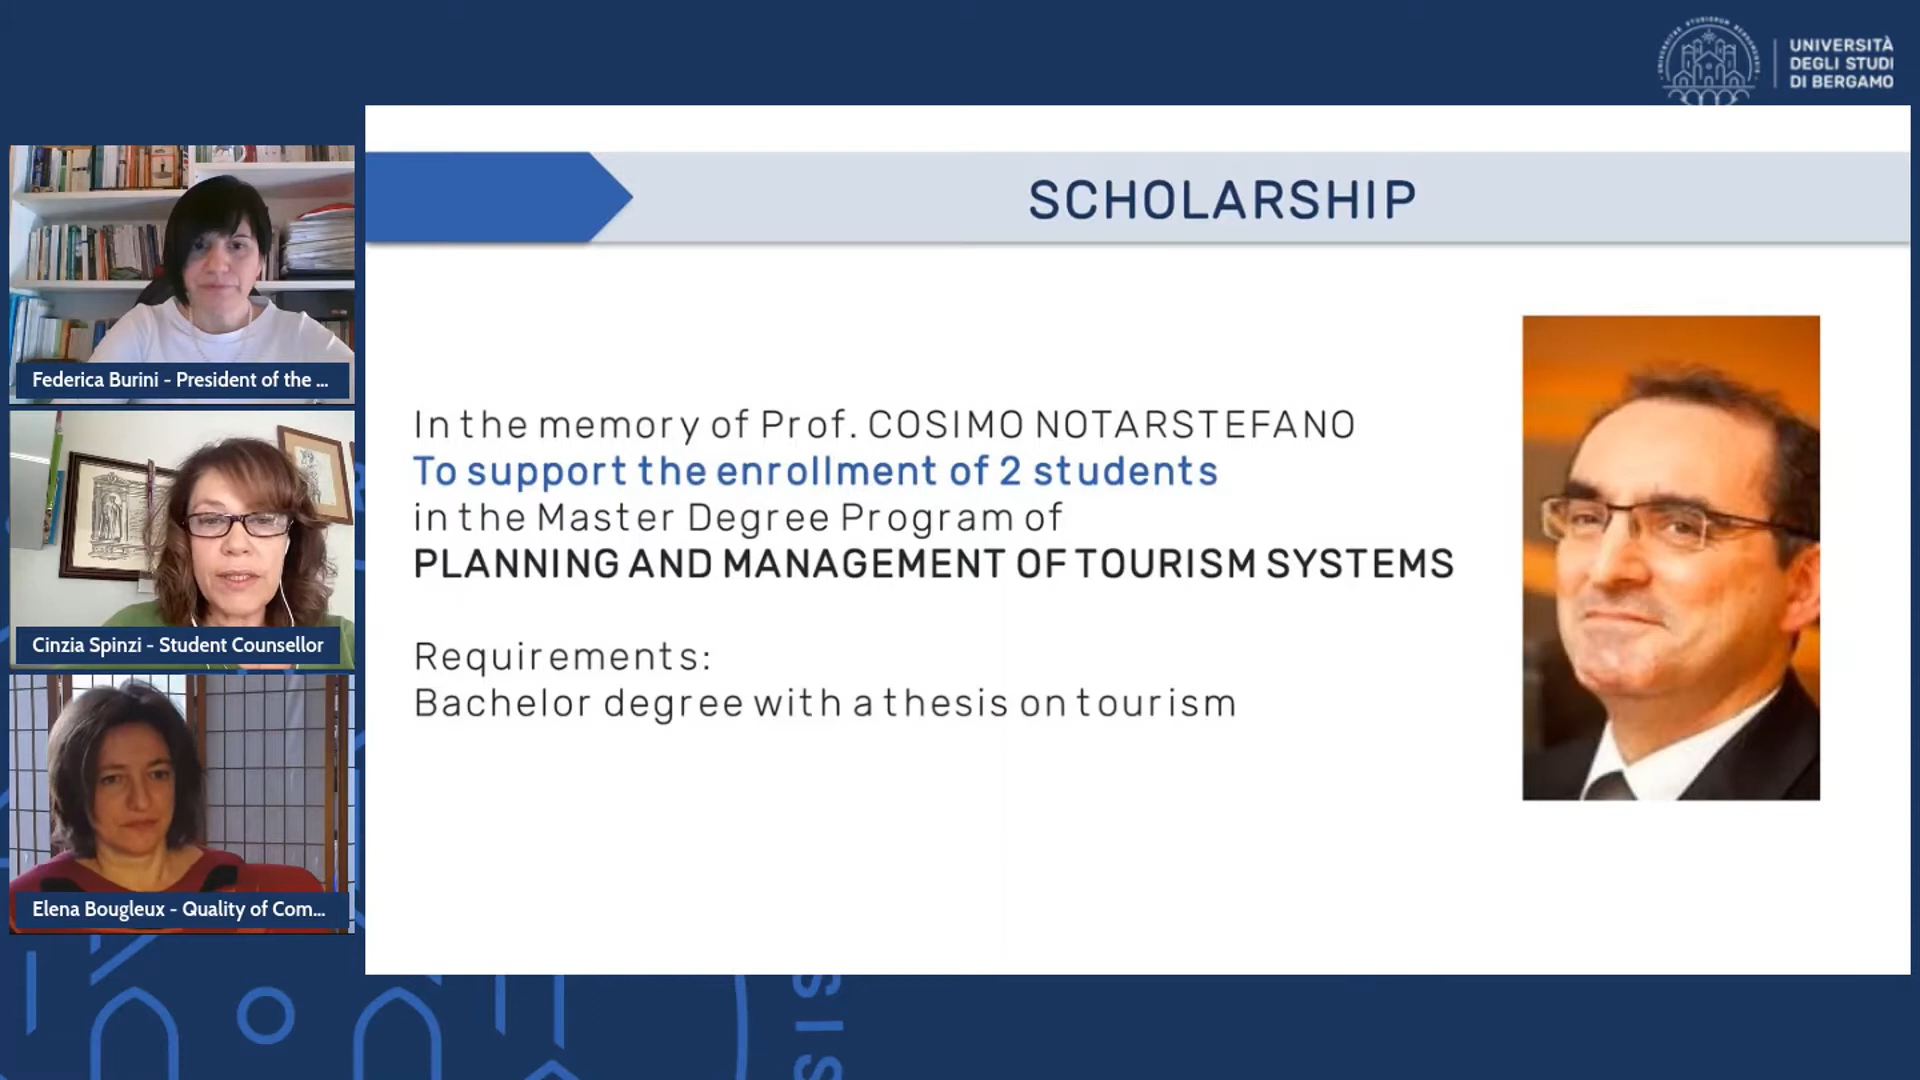 UNIVERSITÀ
DEGLI STUDI
DI BERGAMO
SCHOLARSHIP
In the memory of Prof. COSIMO NOTARSTEFANO
To support the enrollment of 2 students
in the Master Degree Program of
PLANNING AND MANAGEMENT OF TOURISM SYSTEMS
Requirements:
Bachelor degree with a thesis on tourism
Federica Burini - President of the ...
Cinzia Spinzi - Student Counsellor
Elena Bougleux - Quality of Com...
SIS